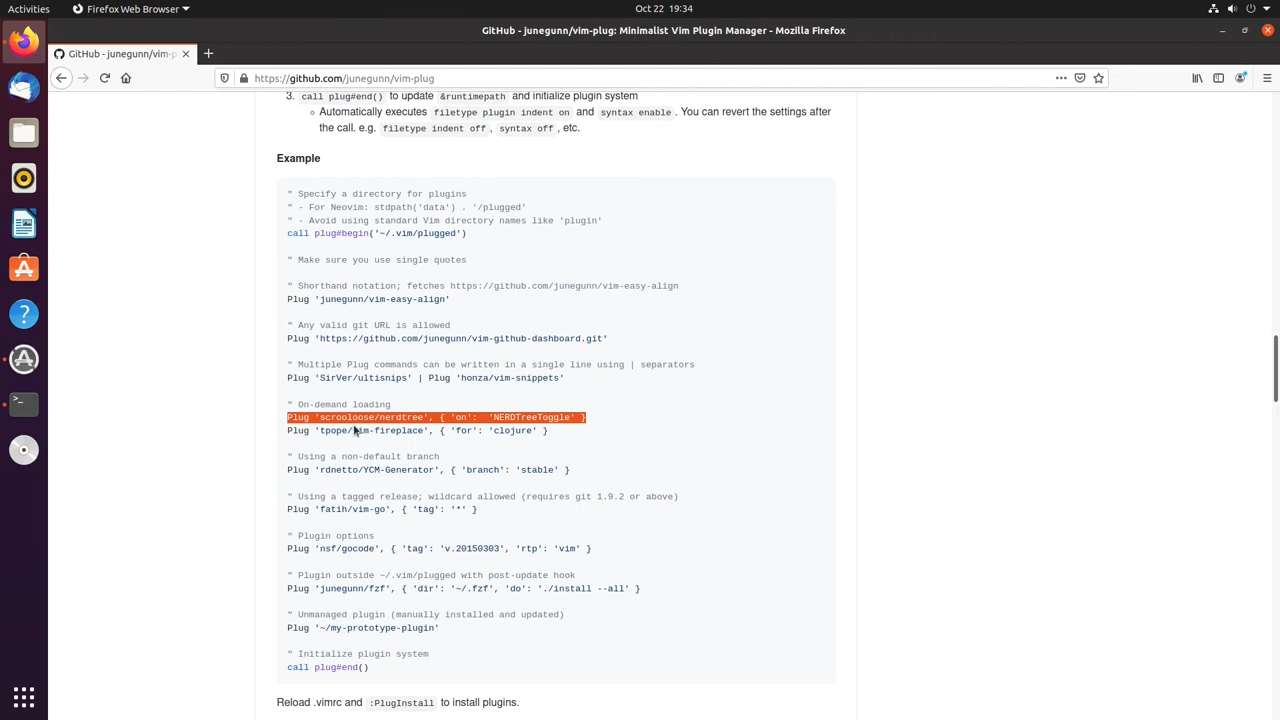 Activities
Firefox Web Browser
Oct 22 19:34
GitHub - junegunn/vim-plug: Minimalist Vim Plugin Manager - Mozilla Firefox
GitHub - junegunn/vim-p
https://github.com/junegunn/vim-plug
3. call plug#end() to update &runtimepath and initialize plugin system
Automatically executes filetype plugin indent on and syntax enable. You can revert the settings after
the call. e.g. filetype indent off, syntax off, etc.
Example
" Specify a directory for plugins
" - For Neovim: stdpath('data') . '/plugged'
" - Avoid using standard Vim directory names like 'plugin'
call plug#begin('~/.vim/plugged')
" Make sure you use single quotes
" Shorthand notation; fetches https://github.com/junegunn/vim-easy-align
Plug 'junegunn/vim-easy-align'
" Any valid git URL is allowed
Plug 'https://github.com/junegunn/vim-github-dashboard.git'
" Multiple Plug commands can be written in a single line using | separators
Plug 'SirVer/ultisnips' | Plug 'honza/vim-snippets'
" On-demand loading
Plug 'scrooloose/nerdtree', { 'on':  'NERDTreeToggle' }
Plug 'tpope/vim-fireplace', { 'for': 'clojure' }
" Using a non-default branch
Plug 'rdnetto/YCM-Generator', { 'branch': 'stable' }
" Using a tagged release; wildcard allowed (requires git 1.9.2 or above)
Plug 'fatih/vim-go', { 'tag': '*' }
" Plugin options
Plug 'nsf/gocode', { 'tag': 'v.20150303', 'rtp': 'vim' }
" Plugin outside ~/.vim/plugged with post-update hook
Plug 'junegunn/fzf', { 'dir': '~/.fzf', 'do': './install --all' }
" Unmanaged plugin (manually installed and updated)
Plug '~/my-prototype-plugin'
" Initialize plugin system
call plug#end()
Reload .vimrc and :PlugInstall to install plugins.